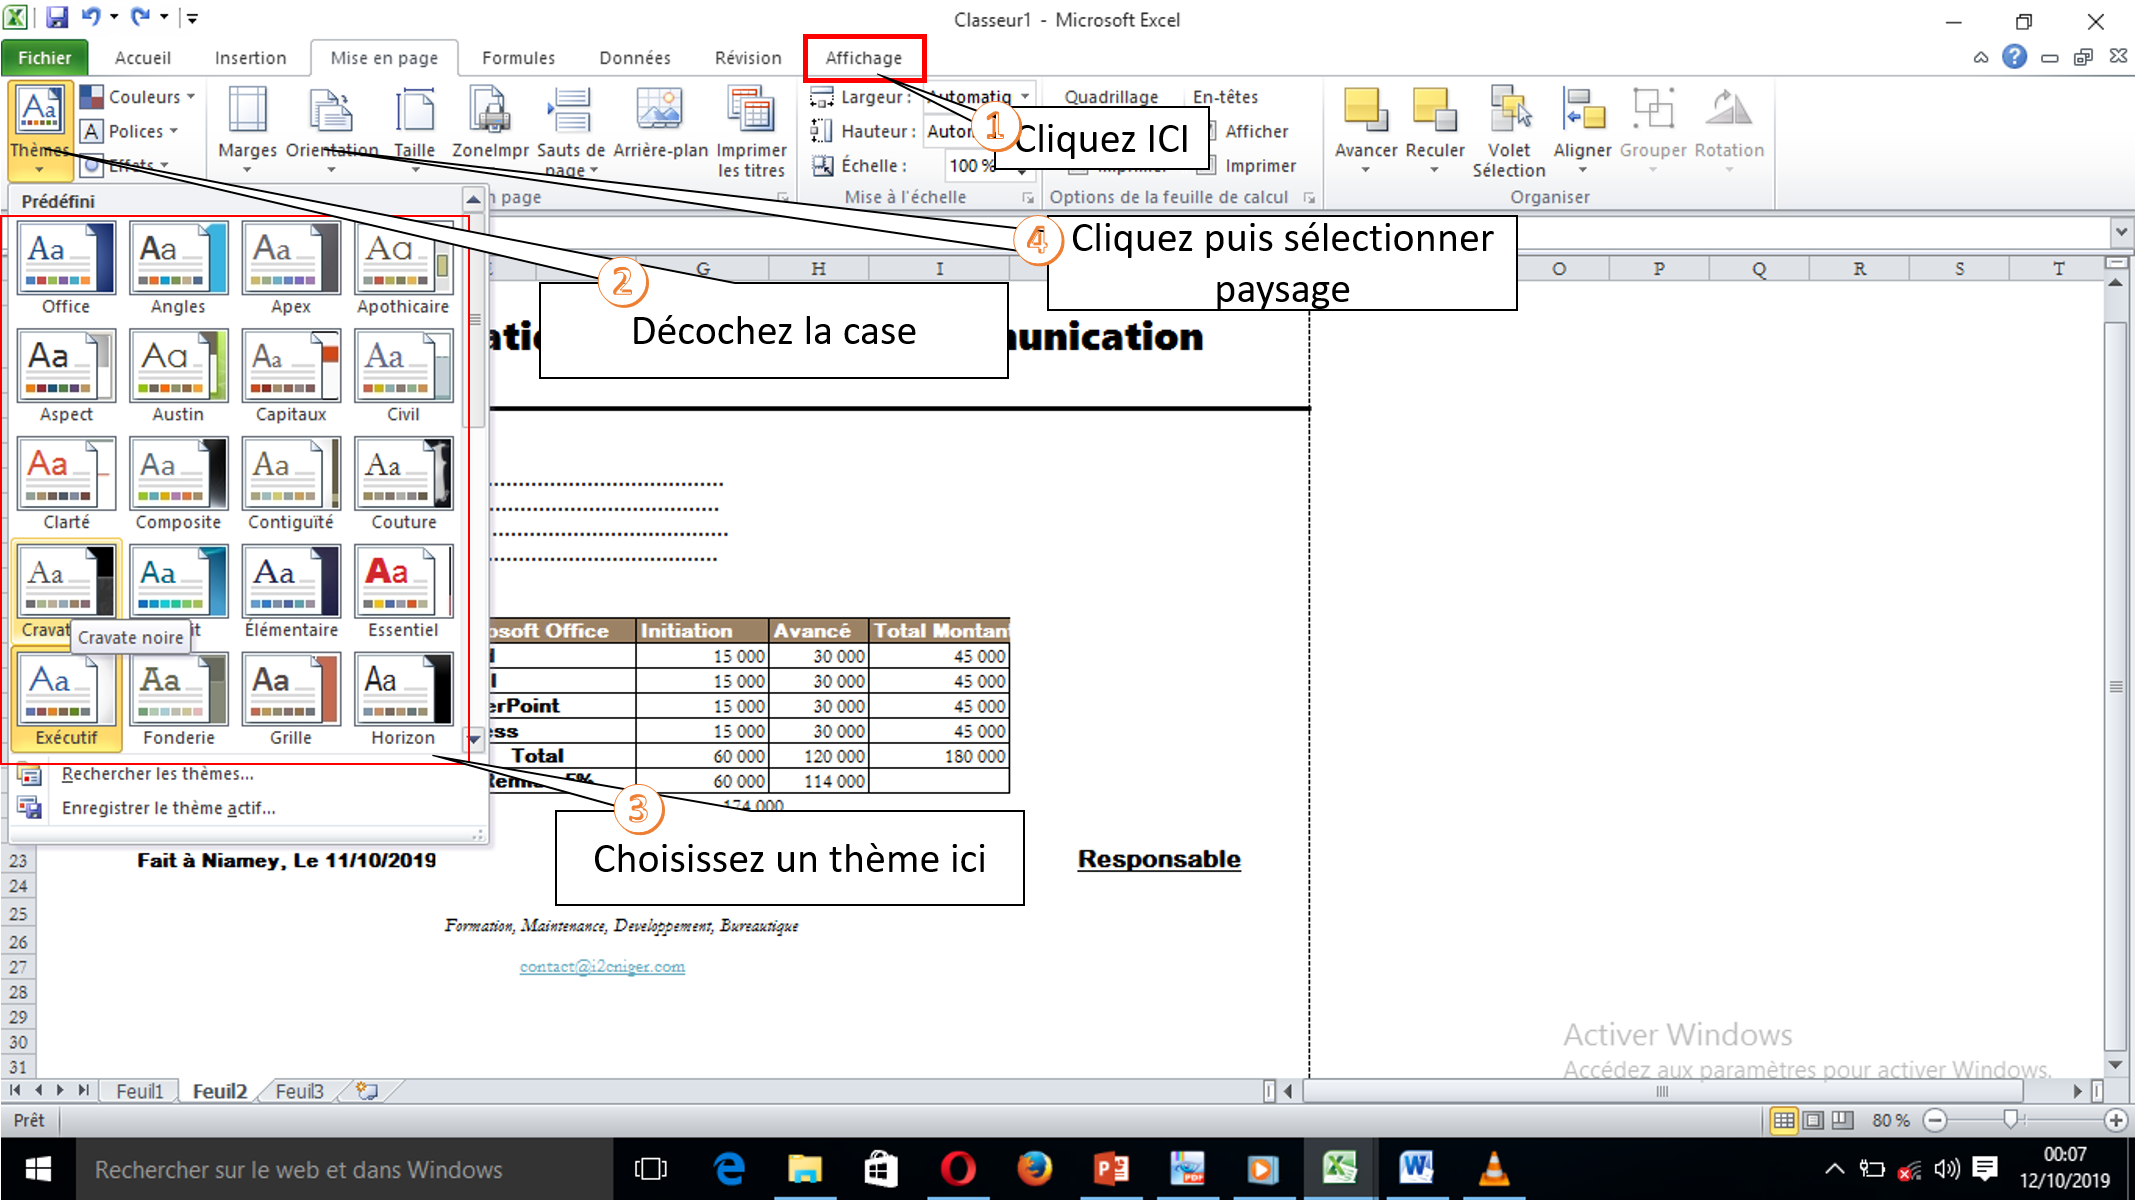 Classeur1 - Microsoft Excel
Fichier Accueil Insertion Mise en page Formules Données Révision Affichage
Couleurs Largeur : Automatiq Quadrillage En-têtes
Polices Hauteur : Afficher
Cliquez ICI
1
Thèmes Effets Marges Orientation Taille ZoneImpr Sauts de page Arrière-plan Imprimer les titres Échelle : 100 % Imprimer Imprimer Avancer Reculer Volet Sélection Aligner Grouper Rotation
page Mise à l'échelle Options de la feuille de calcul Organiser
Prédéfini
4
Cliquez puis sélectionner
paysage
G H I O P Q R S T
2
Décochez la case
Office Angles Apex Apothicaire
Aspect Austin Capitaux Civil
Clarté Composite Contiguïté Couture
Élémentaire Essentiel
Cravate noire
Exécutif Fonderie Grille Horizon
Rechercher les thèmes...
Enregistrer le thème actif...
Initiation Avancé Total Montant
15 000 30 000 45 000
15 000 30 000 45 000
15 000 30 000 45 000
15 000 30 000 45 000
Total 60 000 120 000 180 000
5% 60 000 114 000
174 000
3
Choisissez un thème ici
23 Fait à Niamey, Le 11/10/2019 Responsable
24
25 Formation, Maintenance, Developpement, Bureautique
26
27 contact@i2cniger.com
28
29
30
31
Activer Windows
Accédez aux paramètres pour activer Windows.
Feuil1 Feuil2 Feuil3
Prêt 80 %
Rechercher sur le web et dans Windows
00:07
12/10/2019